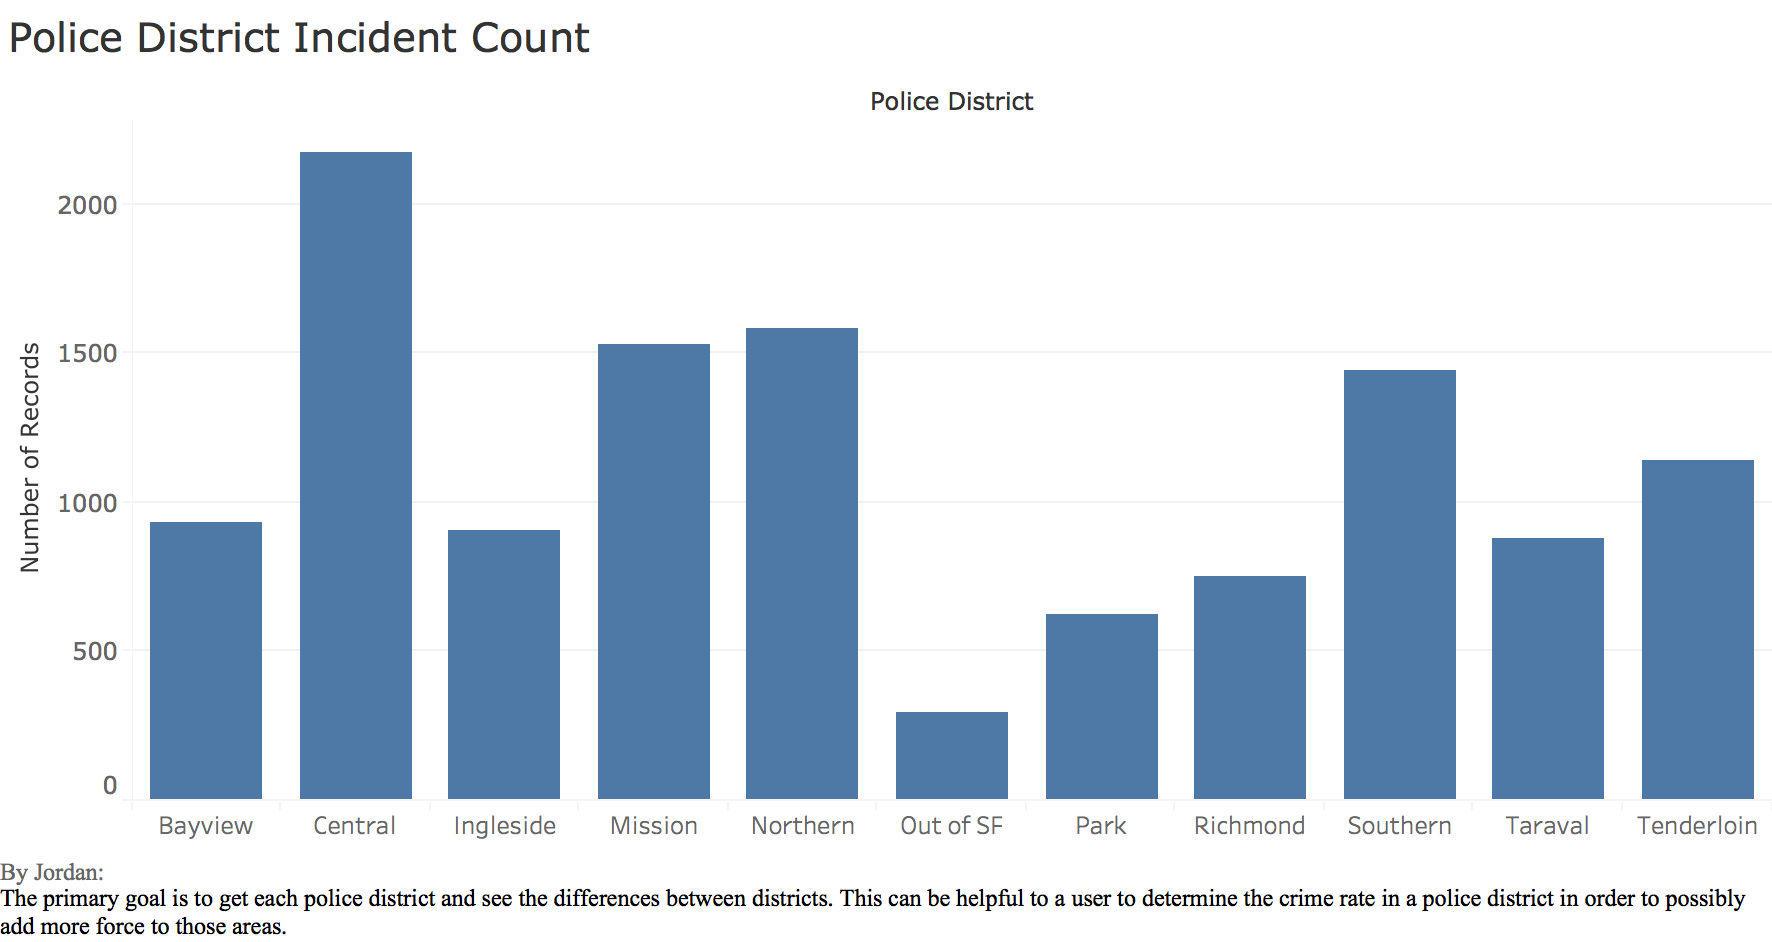 Police District Incident Count
Police District
Number of Records
2000
1500
1000
500
0
Bayview Central Ingleside Mission Northern Out of SF Park Richmond Southern Taraval Tenderloin
By Jordan:
The primary goal is to get each police district and see the differences between districts. This can be helpful to a user to determine the crime rate in a police district in order to possibly
add more force to those areas.